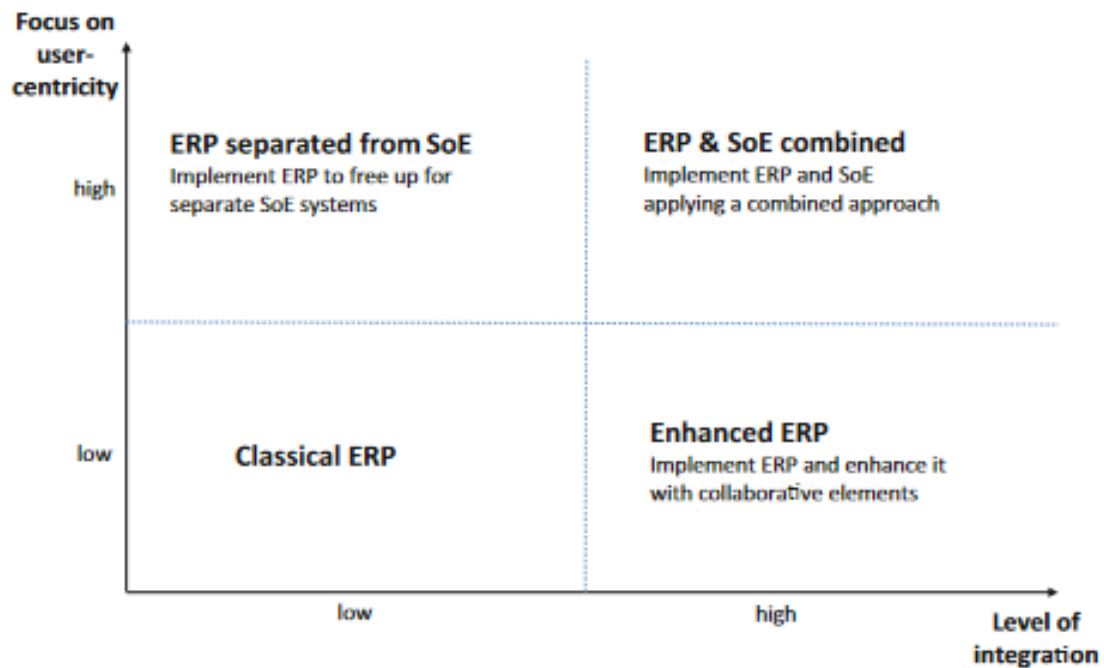 Focus on
user-
centricity
high
ERP separated from SoE
Implement ERP to free up for
separate SoE systems
ERP & SoE combined
Implement ERP and SoE
applying a combined approach
low
Classical ERP
Enhanced ERP
Implement ERP and enhance it
with collaborative elements
low
high
Level of
integration